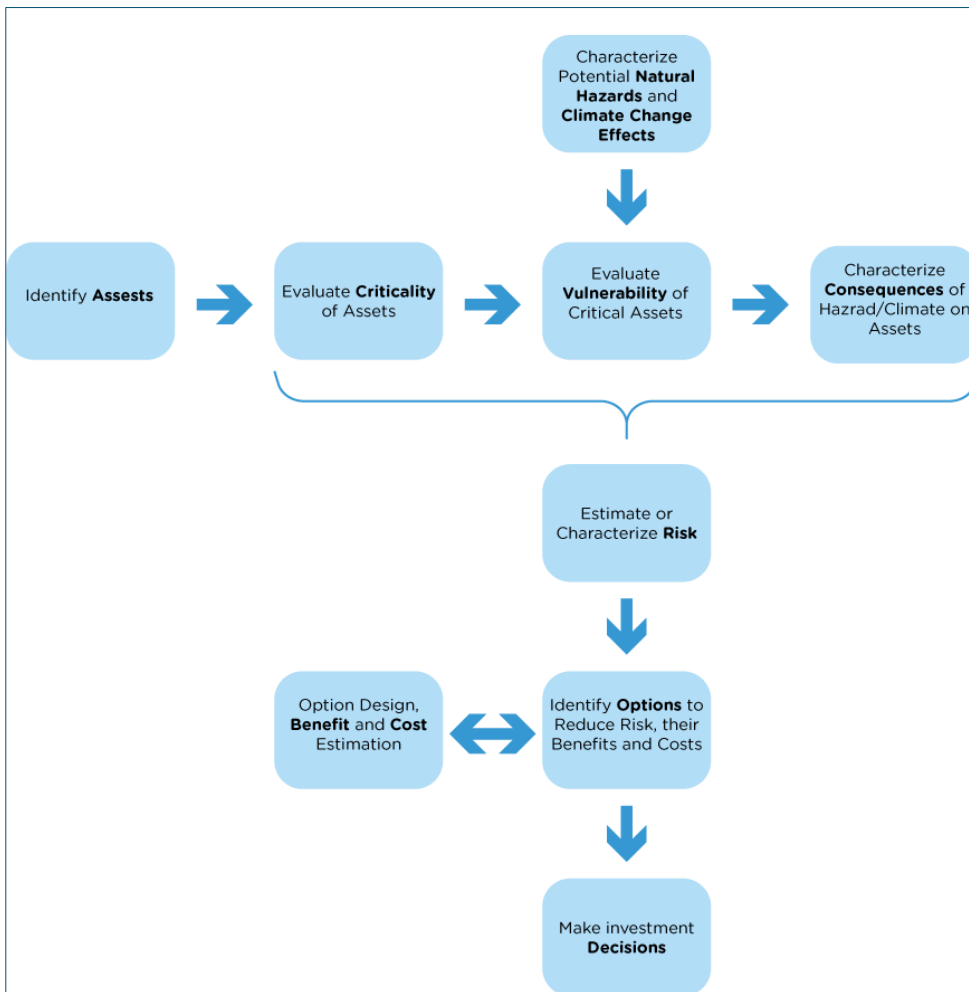 Characterize
Potential Natural
Hazards and
Climate Change
Effects
Identify Assests
Evaluate Criticality
of Assets
Evaluate
Vulnerability of
Critical Assets
Characterize
Consequences of
Hazrad/Climate on
Assets
Estimate or
Characterize Risk
Option Design,
Benefit and Cost
Estimation
Identify Options to
Reduce Risk, their
Benefits and Costs
Make investment
Decisions